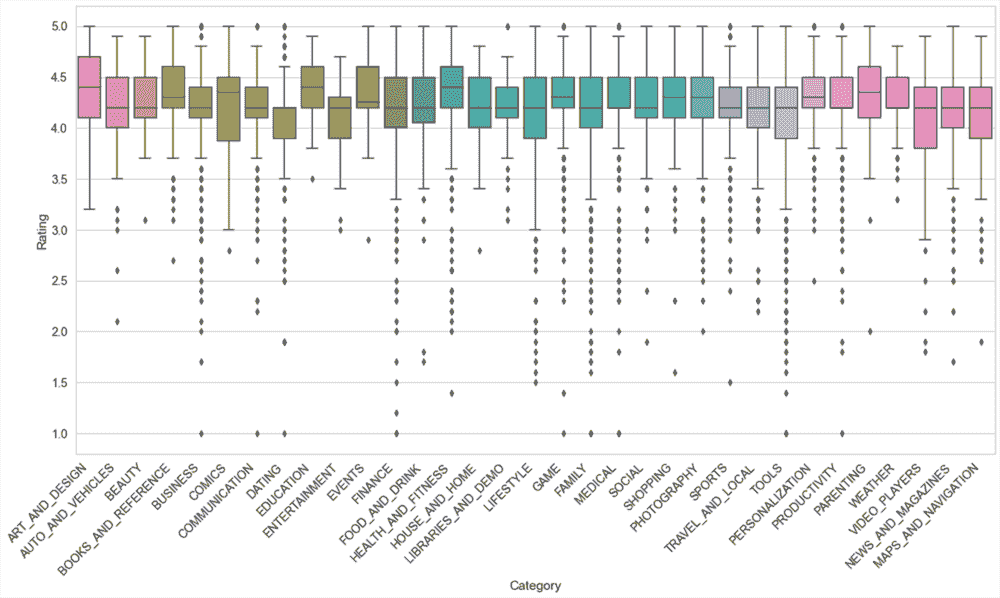 5.0
4.5
4.0
3.5
3.0
2.5
2.0
1.5
1.0
Rating
ART_AND_DESIGN
AUTO_AND_VEHICLES
BEAUTY
BOOKS_AND_REFERENCE
BUSINESS
COMICS
COMMUNICATION
DATING
EDUCATION
ENTERTAINMENT
EVENTS
FINANCE
FOOD_AND_DRINK
HEALTH_AND_FITNESS
HOUSE_AND_HOME
LIBRARIES_AND_DEMO
LIFESTYLE
GAME
FAMILY
MEDICAL
SOCIAL
SHOPPING
PHOTOGRAPHY
SPORTS
TRAVEL_AND_LOCAL
TOOLS
PERSONALIZATION
PRODUCTIVITY
PARENTING
WEATHER
VIDEO_PLAYERS
NEWS_AND_MAGAZINES
MAPS_AND_NAVIGATION
Category